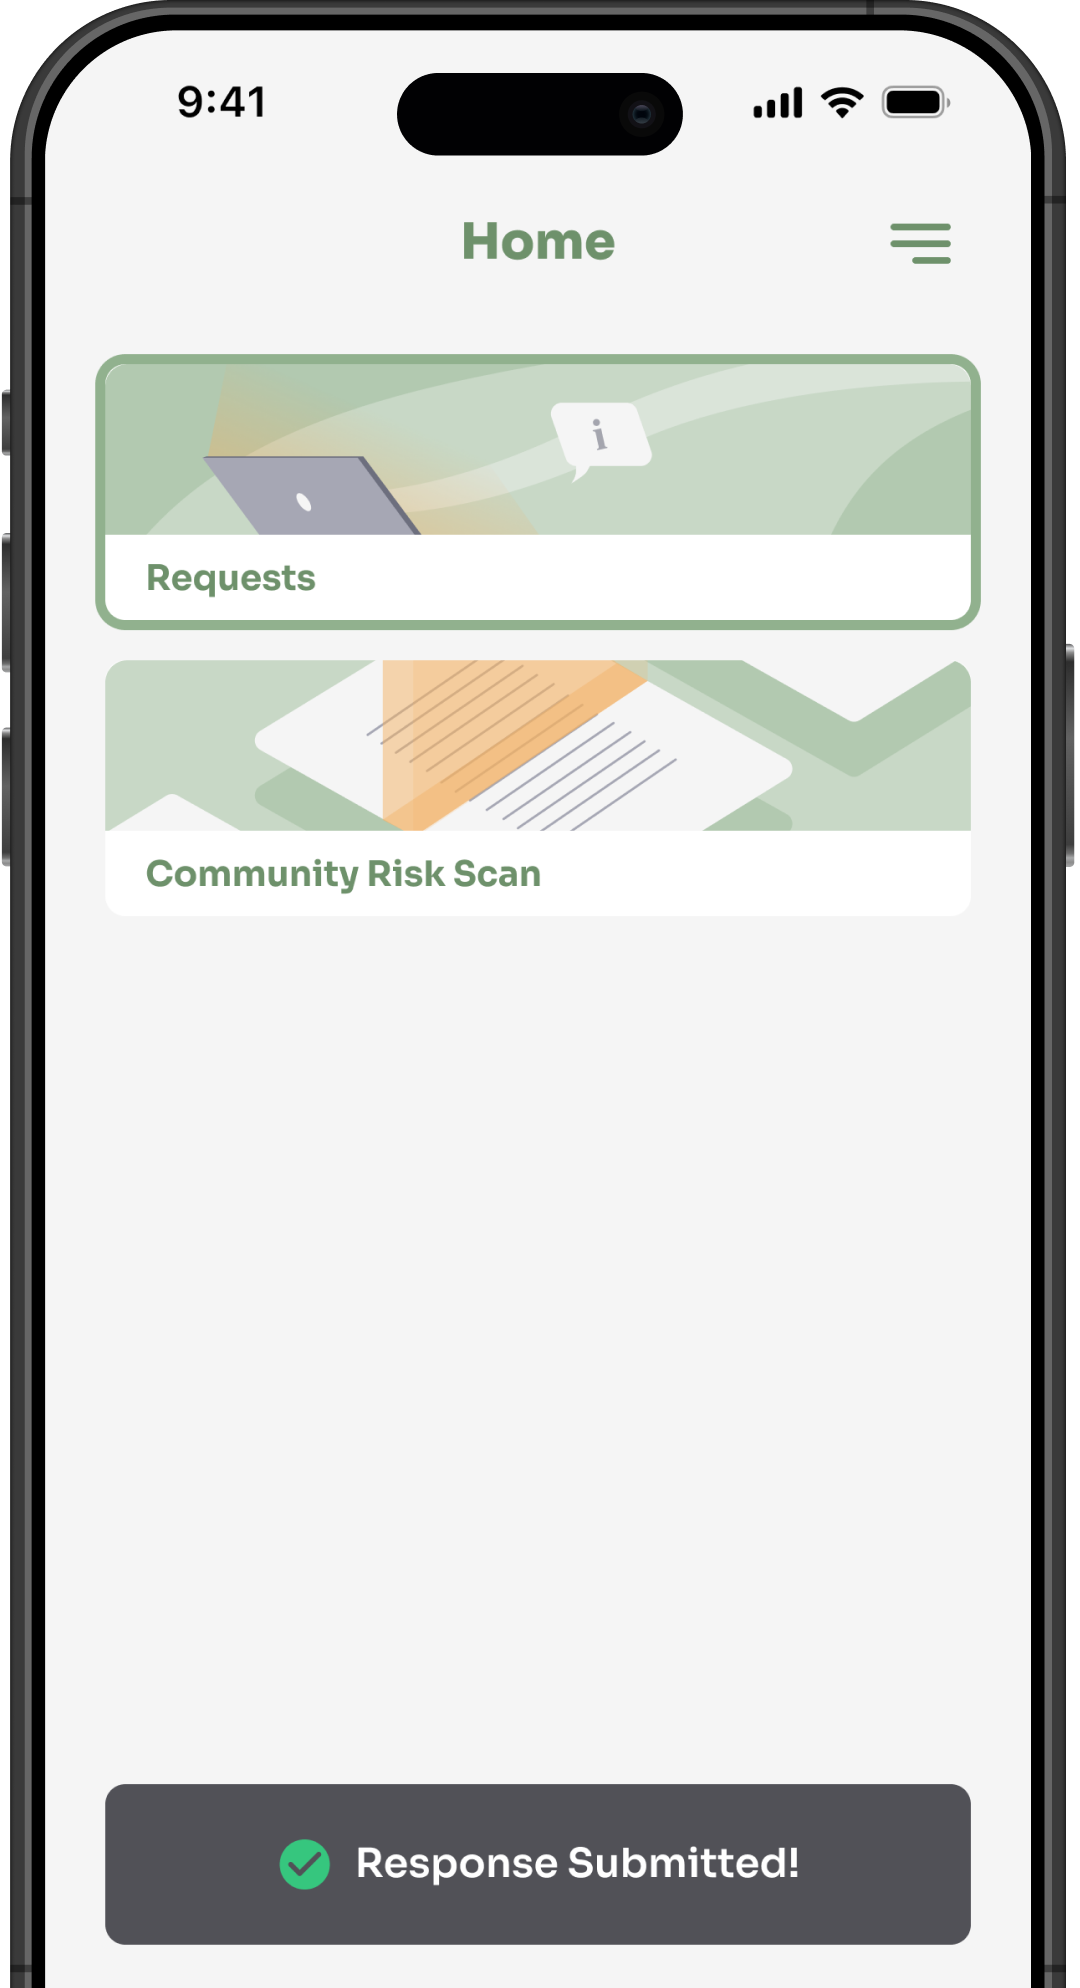 9:41
Home
i
Requests
Community Risk Scan
Response Submitted!